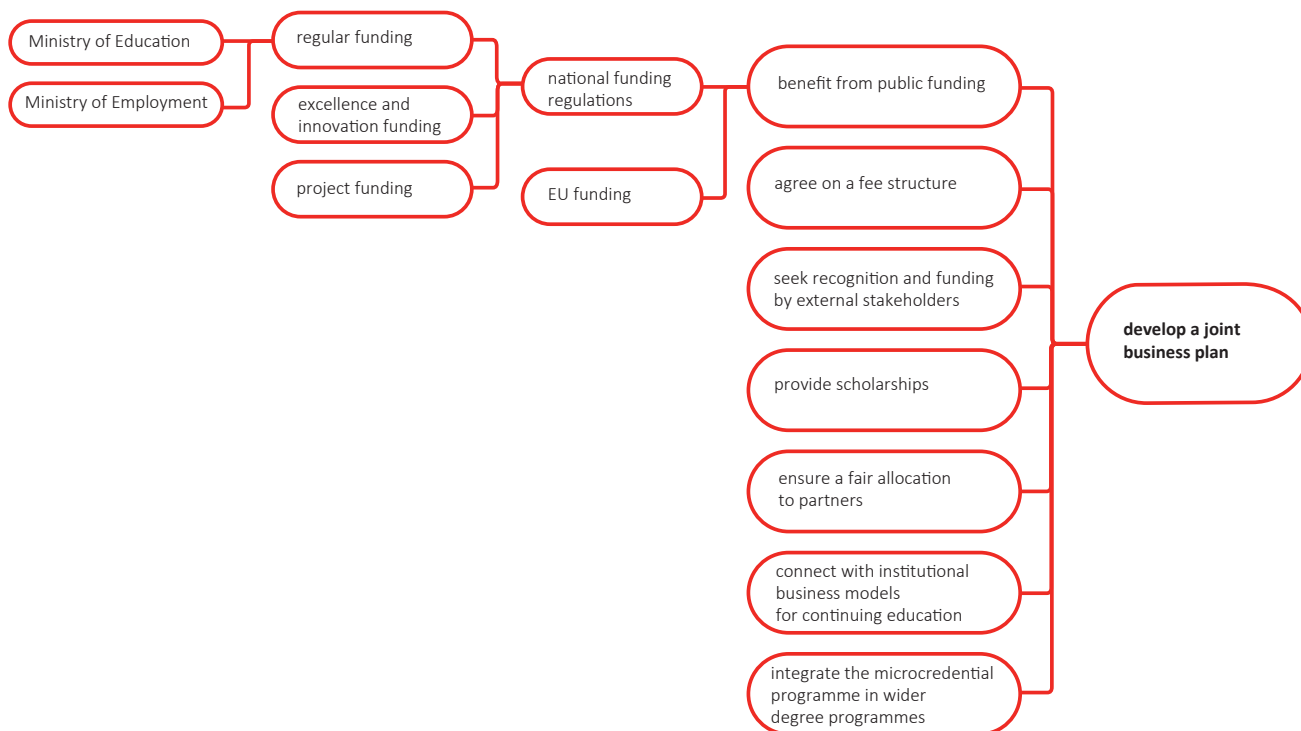 Ministry of Education
Ministry of Employment
regular funding
excellence and
innovation funding
project funding
national funding
regulations
EU funding
benefit from public funding
agree on a fee structure
seek recognition and funding
by external stakeholders
provide scholarships
ensure a fair allocation
to partners
connect with institutional
business models
for continuing education
integrate the microcredential
programme in wider
degree programmes
develop a joint
business plan